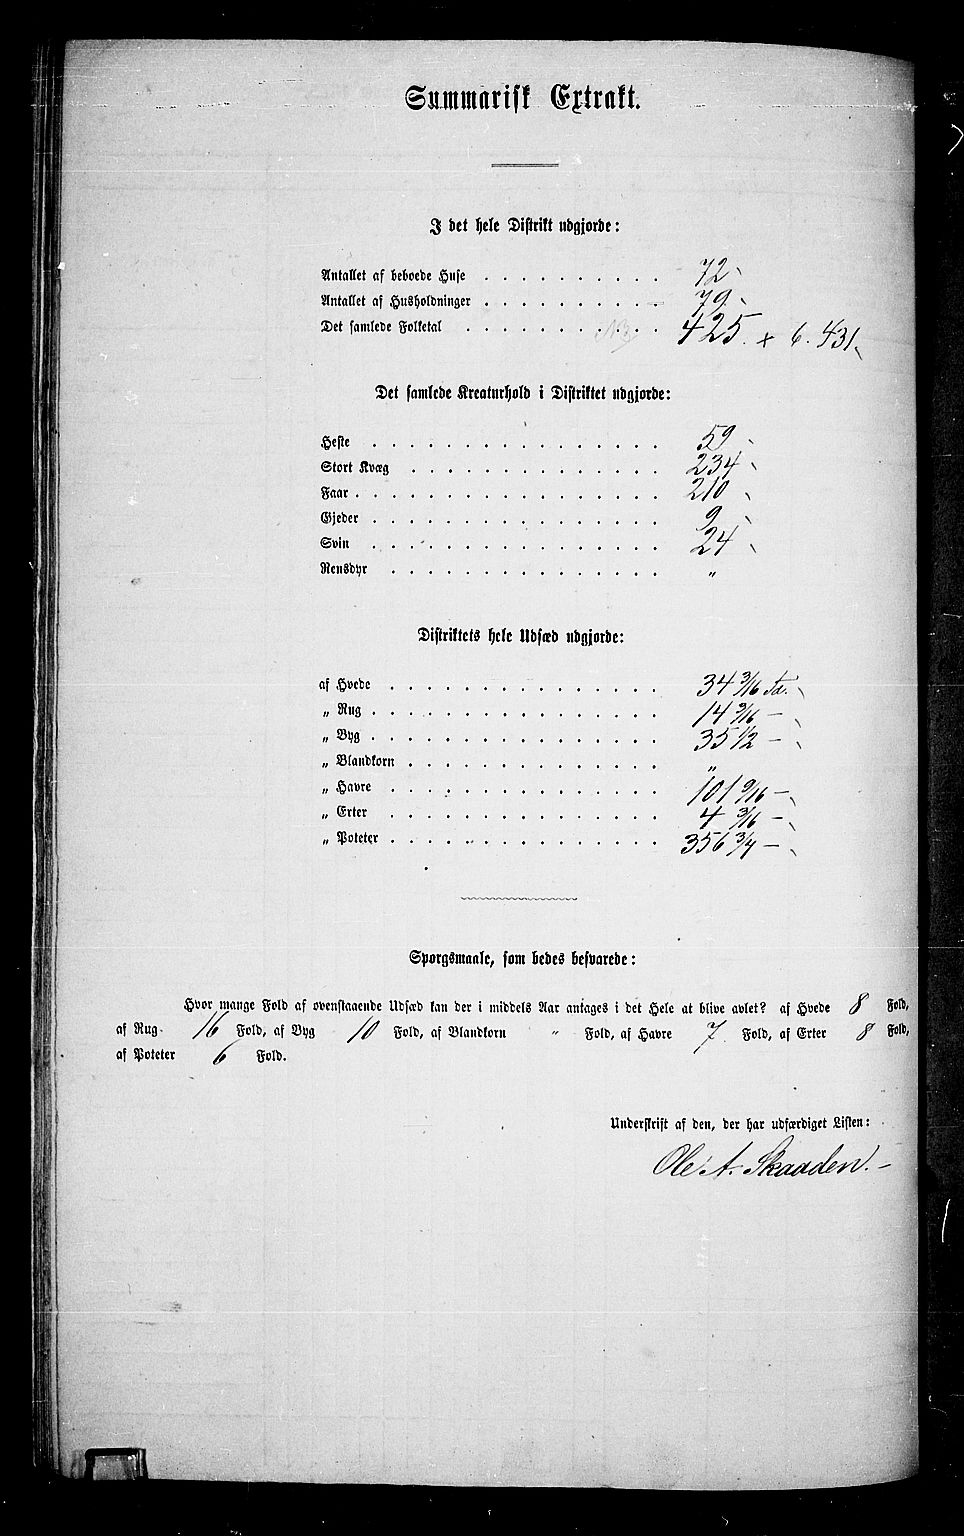 Summarisk Extrakt.
I det hele Distrikt udgjorde:
Antallet af beboede Huse . . . . . . . . . . 72
Antallet af Husholdninger . . . . . . . . . . 79
Det samlede Folketal . . . . . . . . . . . 425. x 6. 431
Det samlede Kreaturhold i Distriktet udgjorde:
Heste . . . . . . . . . . . . . . . . 59
Stort Kvæg . . . . . . . . . . . . . . 234
Faar . . . . . . . . . . . . . . . . . 210
Gjeder . . . . . . . . . . . . . . . . 9
Svin . . . . . . . . . . . . . . . . 24
Rensdyr . . . . . . . . . . . . . . . "
Distriktets hele Udsæd udgjorde:
af Hvede . . . . . . . . . . . . . . . 34 3/16 Td.
„ Rug . . . . . . . . . . . . . . . . 14 3/16 —
„ Byg . . . . . . . . . . . . . . . . 35 1/2 —
„ Blandkorn . . . . . . . . . . . . . . "
„ Havre . . . . . . . . . . . . . . . 101 9/16 —
„ Erter . . . . . . . . . . . . . . . 4 3/16 —
„ Poteter . . . . . . . . . . . . . . . 356 3/4 —
Spørgsmaale, som bedes besvarede:
Hvor mange Fold af ovenstaaende Udsæd kan der i middels Aar antages i det Hele at blive avlet? af Hvede 8 Fold,
af Rug 16 Fold, af Byg 10 Fold, af Blandkorn " Fold, af Havre 7 Fold, af Erter 8 Fold,
af Poteter 6 Fold.
Underskrift af den, der har udfærdiget Listen:
Ole A. Skaaden.